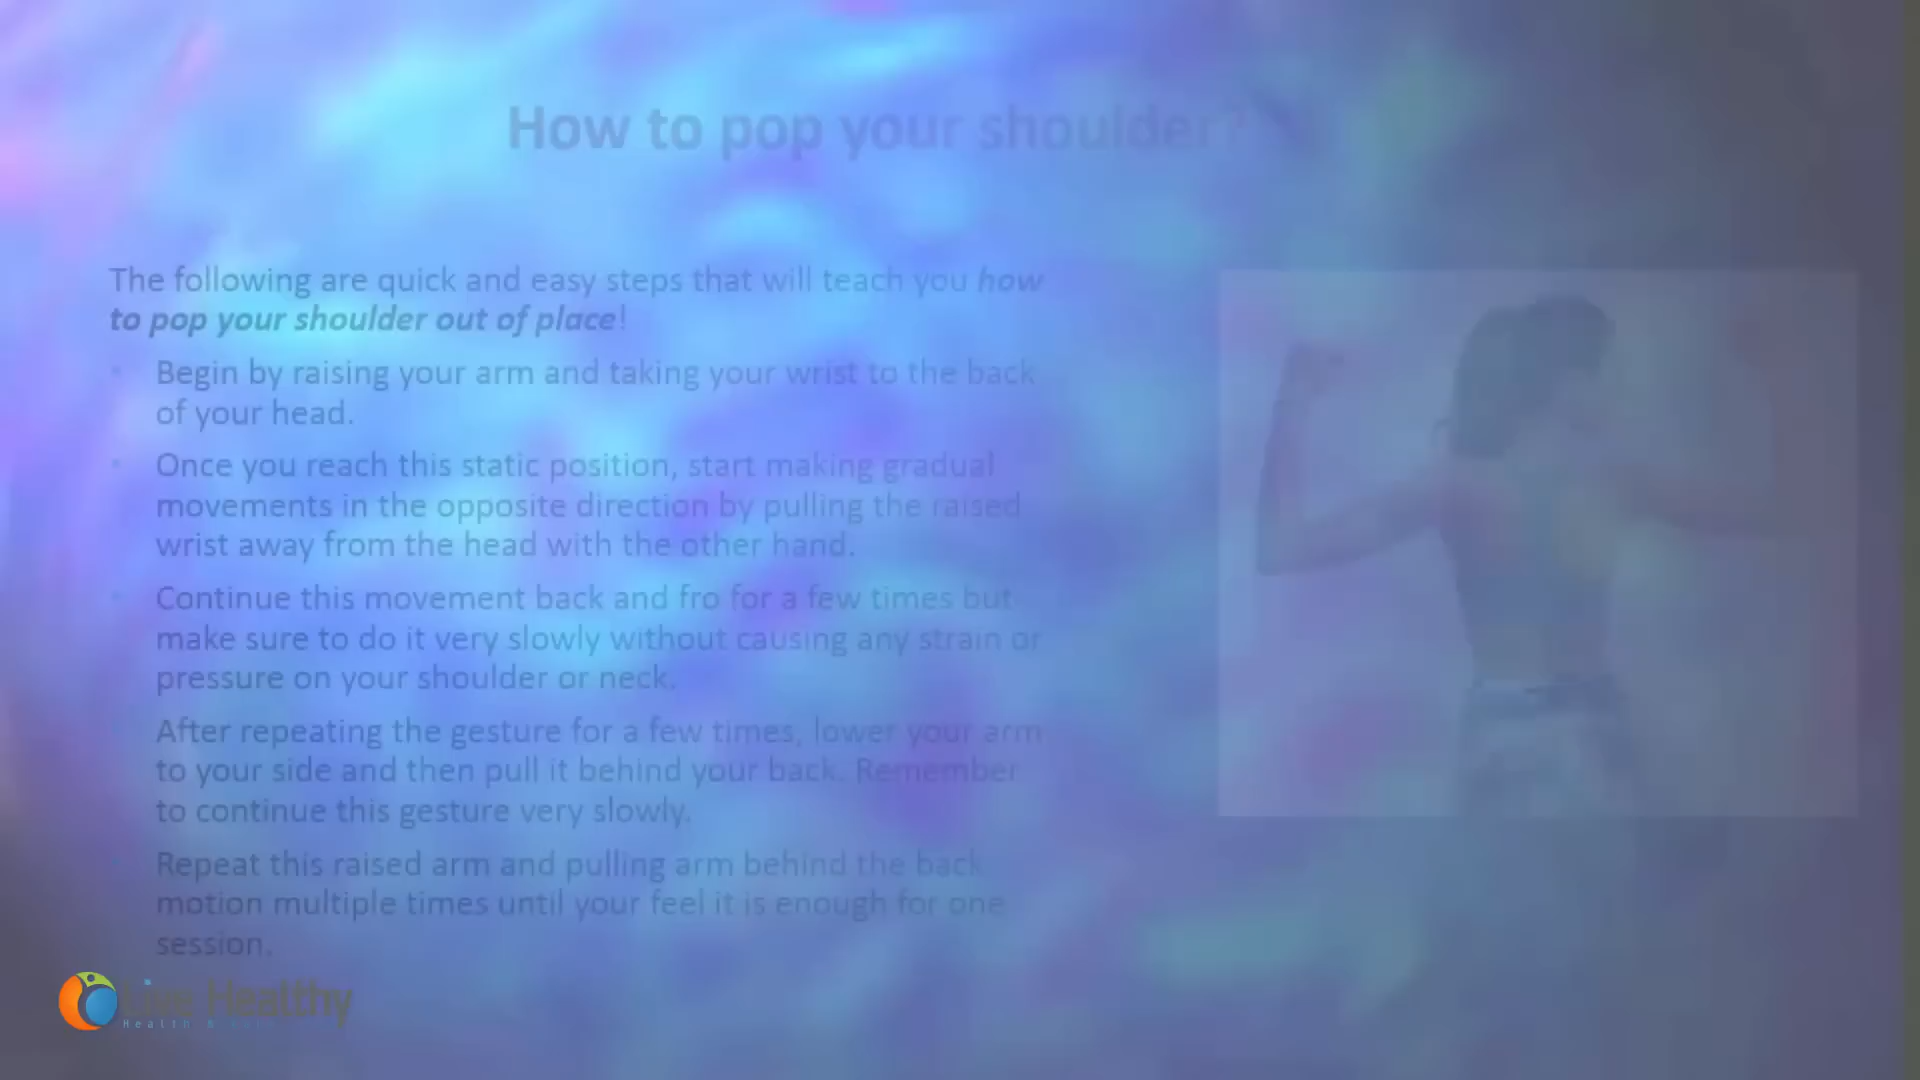 How to pop your shoulder?
The following are quick and easy steps that will teach you how
to pop your shoulder out of place!
Begin by raising your arm and taking your wrist to the back
of your head.
Once you reach this static position, start making gradual
movements in the opposite direction by pulling the raised
wrist away from the head with the other hand.
Continue this movement back and fro for a few times but
make sure to do it very slowly without causing any strain or
pressure on your shoulder or neck.
After repeating the gesture for a few times, lower your arm
to your side and then pull it behind your back. Remember
to continue this gesture very slowly.
Repeat this raised arm and pulling arm behind the back
motion multiple times until your feel it is enough for one
session.
Live Healthy
Health &